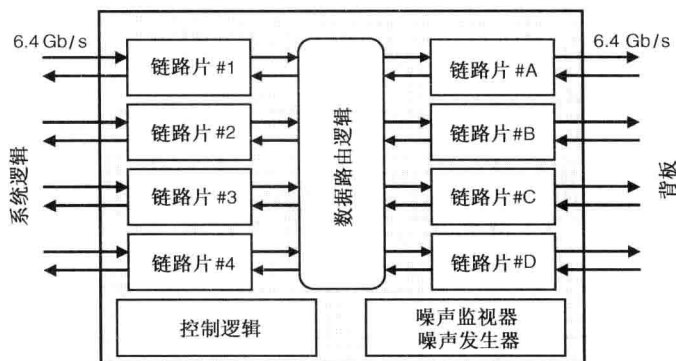 6.4 Gb/s
6.4 Gb/s
链路片 #1
链路片 #A
链路片 #2
链路片 #B
系统逻辑
数据路由逻辑
背板
链路片 #3
链路片 #C
链路片 #4
链路片 #D
控制逻辑
噪声监视器
噪声发生器